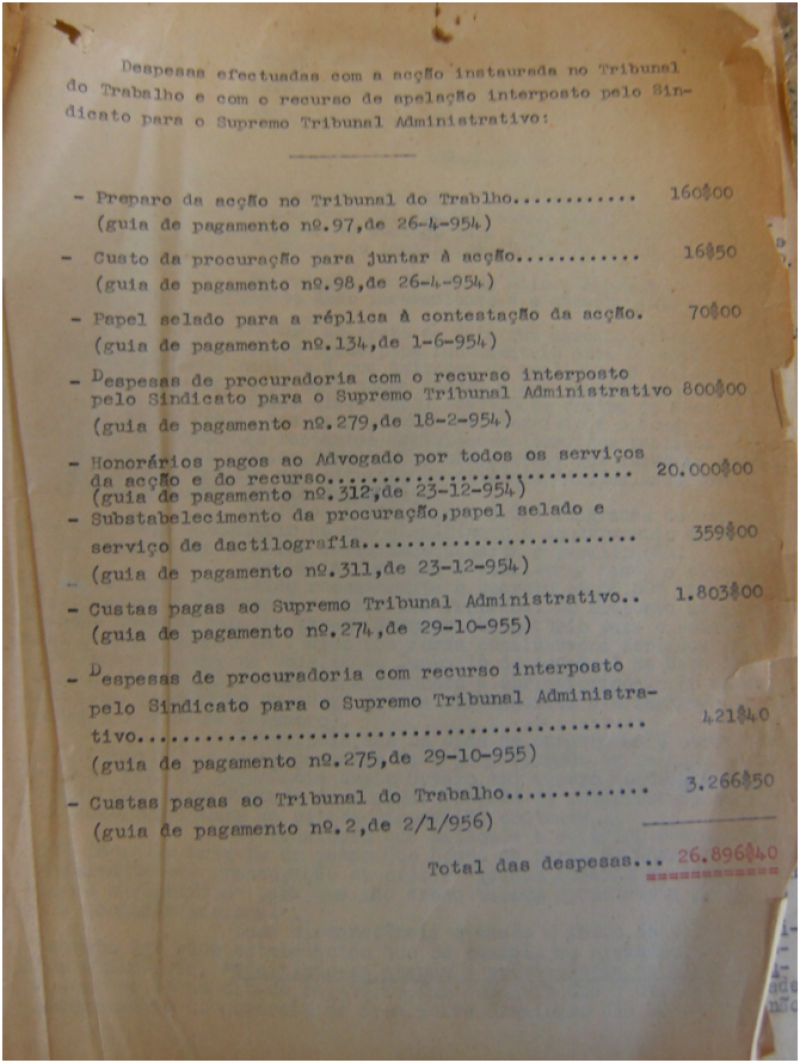 Despesas efectuadas com a acção instaurada no Tribunal
do Trabalho e com o recurso de apelação interposto pelo Sin-
dicato para o Supremo Tribunal Administrativo:
- Preparo da acção no Tribunal do Trablho............ 160$00
(guia de pagamento nº.97,de 26-4-954)
- Custo da procuração para juntar à acção............ 16$50
(guia de pagamento nº.98,de 26-4-954)
- Papel selado para a réplica à contestação da acção. 70$00
(guia de pagamento nº.134,de 1-6-954)
- Despesas de procuradoria com o recurso interposto
pelo Sindicato para o Supremo Tribunal Administrativo 800$00
(guia de pagamento nº.279,de 18-2-954)
- Honorários pagos ao Advogado por todos os serviços
da acção e do recurso........................... 20.000$00
(guia de pagamento nº.312,de 23-12-954)
- Substabelecimento da procuração,papel selado e
serviço de dactilografia........................ 359$00
(guia de pagamento nº.311,de 23-12-954)
- Custas pagas ao Supremo Tribunal Administrativo.. 1.803$00
(guia de pagamento nº.274,de 29-10-955)
- Despesas de procuradoria com recurso interposto
pelo Sindicato para o Supremo Tribunal Administra-
tivo............................................. 421$40
(guia de pagamento nº.275,de 29-10-955)
- Custas pagas ao Tribunal do Trabalho............. 3.266$50
(guia de pagamento nº.2,de 2/1/956)
Total das despesas... 26.896$40
não